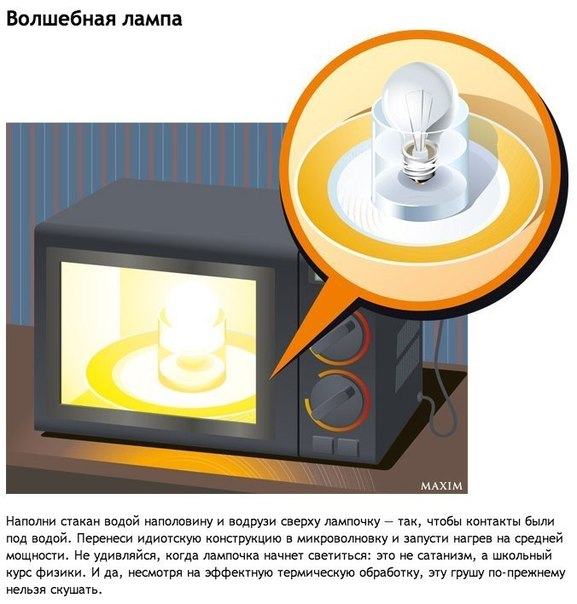 Волшебная лампа
MAXIM
Наполни стакан водой наполовину и водрузи сверху лампочку — так, чтобы контакты были
под водой. Перенеси идиотскую конструкцию в микроволновку и запусти нагрев на средней
мощности. Не удивляйся, когда лампочка начнет светиться: это не сатанизм, а школьный
курс физики. И да, несмотря на эффектную термическую обработку, эту грушу по-прежнему
нельзя скушать.